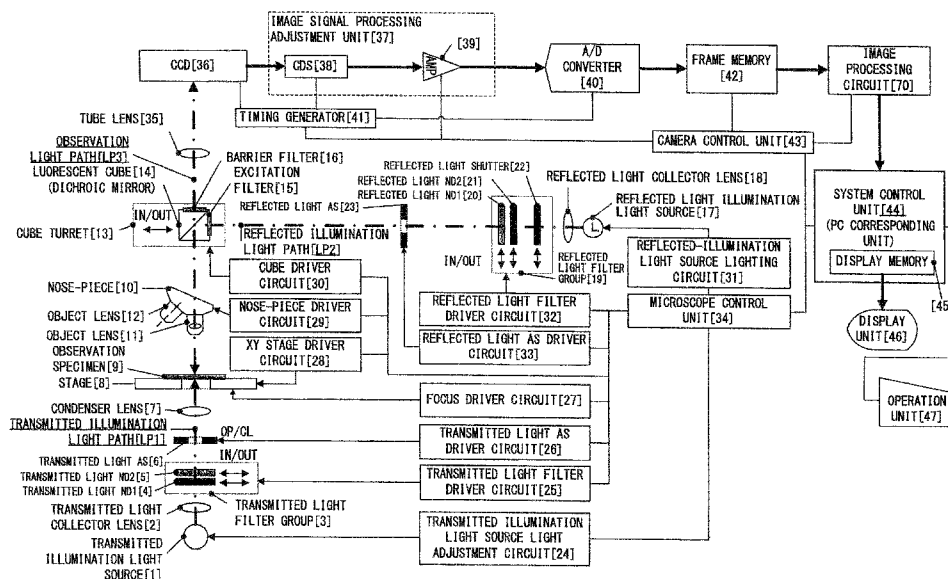 IMAGE SIGNAL PROCESSING
ADJUSTMENT UNIT[37]
[39]
CCD[36]
CDS[38]
AMP
A/D
CONVERTER
[40]
FRAME MEMORY
[42]
IMAGE
PROCESSING
CIRCUIT[70]
TIMING GENERATOR[41]
CAMERA CONTROL UNIT[43]
TUBE LENS[35]
OBSERVATION
LIGHT PATH[LP3]
LUORESCENT CUBE[14]
(DICHROIC MIRROR)
BARRIER FILTER[16]
EXCITATION
FILTER[15]
IN/OUT
CUBE TURRET[13]
REFLECTED LIGHT AS[23]
REFLECTED ILLUMINATION
LIGHT PATH[LP2]
REFLECTED LIGHT SHUTTER[22]
REFLECTED LIGHT ND2[21]
REFLECTED LIGHT ND1[20]
REFLECTED LIGHT COLLECTOR LENS[18]
REFLECTED LIGHT ILLUMINATION
LIGHT SOURCE[17]
IN/OUT
REFLECTED
LIGHT FILTER
GROUP[19]
SYSTEM CONTROL
UNIT[44]
(PC CORRESPONDING
UNIT)
DISPLAY MEMORY
[45
REFLECTED-ILLUMINATION
LIGHT SOURCE LIGHTING
CIRCUIT[31]
CUBE DRIVER
CIRCUIT[30]
NOSE-PIECE[10]
OBJECT LENS[12]
OBJECT LENS[11]
NOSE-PIECE DRIVER
CIRCUIT[29]
REFLECTED LIGHT FILTER
DRIVER CIRCUIT[32]
MICROSCOPE CONTROL
UNIT[34]
REFLECTED LIGHT AS DRIVER
CIRCUIT[33]
DISPLAY
UNIT[46]
OBSERVATION
SPECIMEN[9]
XY STAGE DRIVER
CIRCUIT[28]
STAGE[8]
FOCUS DRIVER CIRCUIT[27]
OPERATION
UNIT[47]
CONDENSER LENS[7]
TRANSMITTED ILLUMINATION
LIGHT PATH[LP1]
OP/CL
TRANSMITTED LIGHT AS
DRIVER CIRCUIT[26]
TRANSMITTED LIGHT AS[6]
IN/OUT
TRANSMITTED LIGHT ND2[5]
TRANSMITTED LIGHT ND1[4]
TRANSMITTED LIGHT FILTER
DRIVER CIRCUIT[25]
TRANSMITTED LIGHT
COLLECTOR LENS[2]
TRANSMITTED LIGHT
FILTER GROUP[3]
TRANSMITTED
ILLUMINATION LIGHT
SOURCE[1]
TRANSMITTED ILLUMINATION
LIGHT SOURCE LIGHT
ADJUSTMENT CIRCUIT[24]